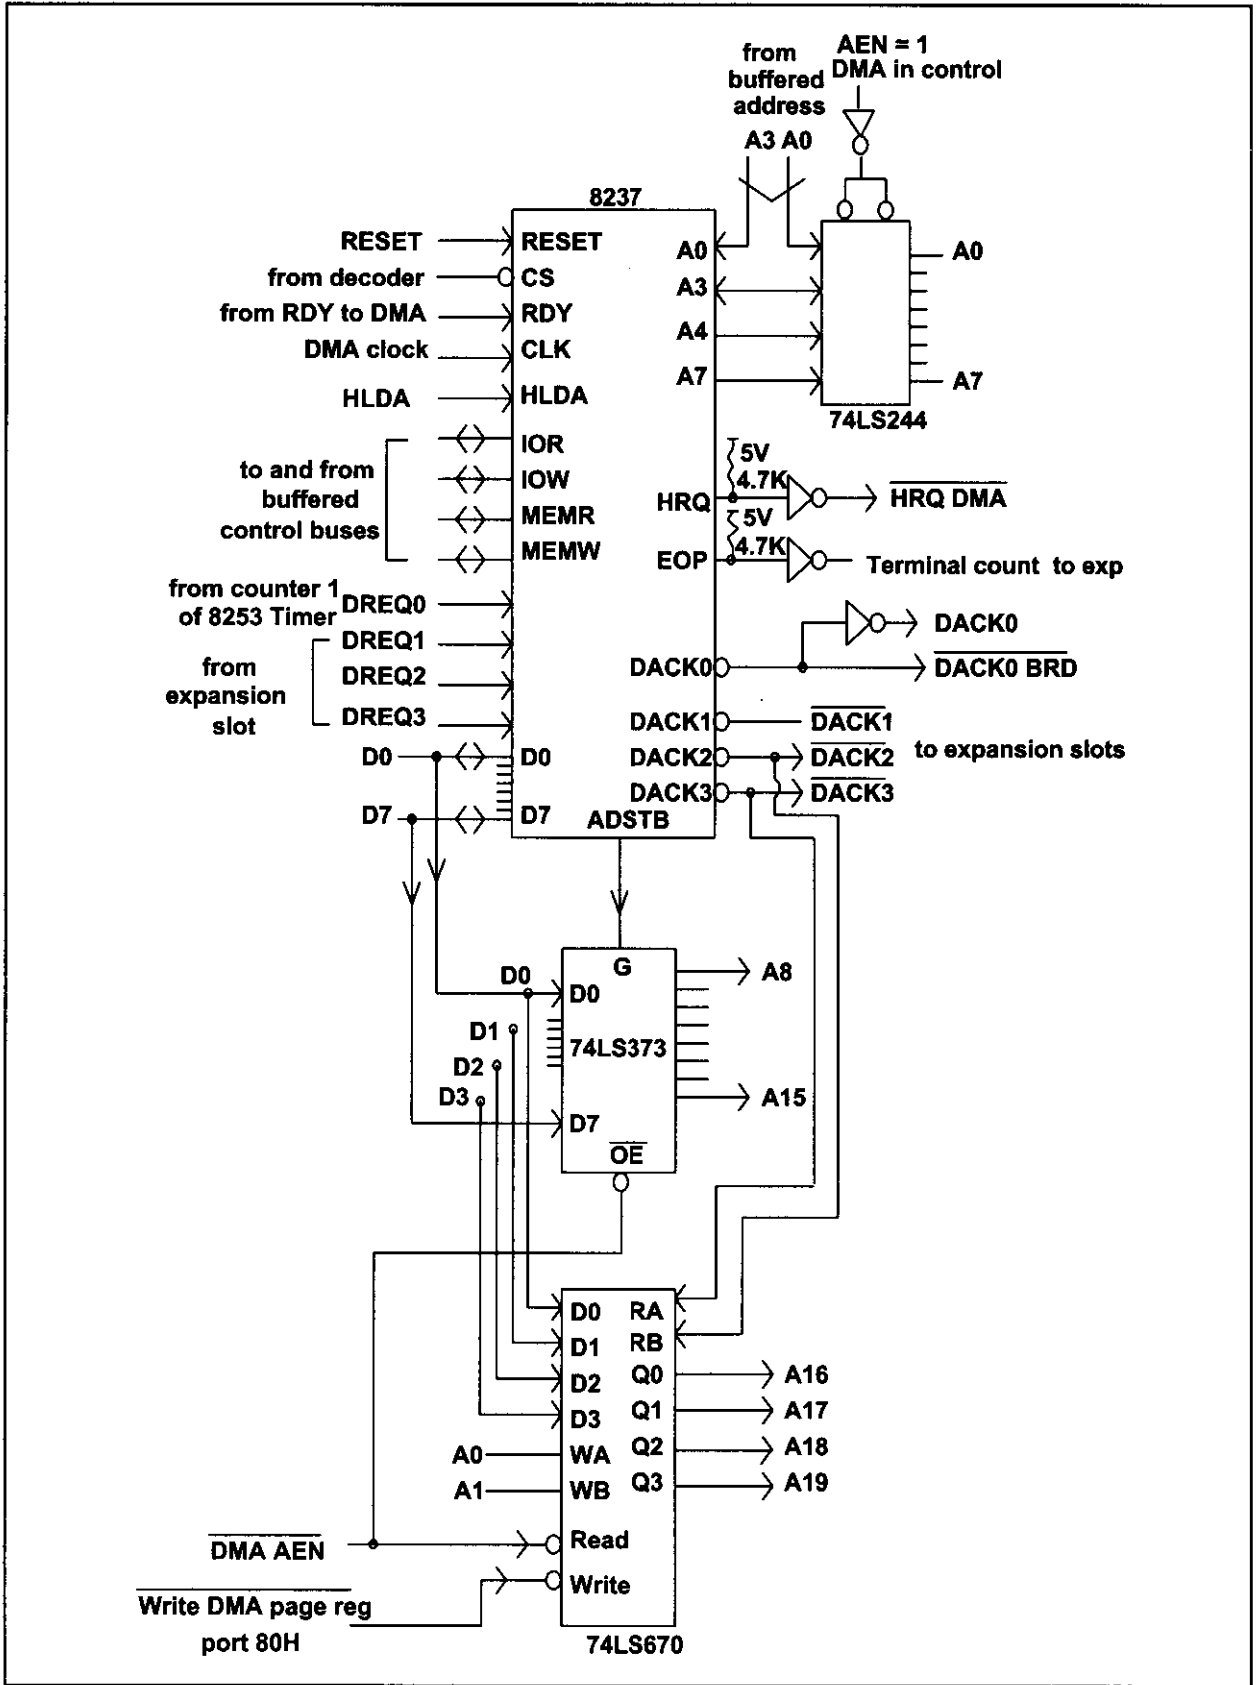 AEN = 1
DMA in control
from
buffered
address
A3 A0
8237
RESET
RESET
A0
A0
from decoder
CS
A3
from RDY to DMA
RDY
A4
DMA clock
CLK
A7
A7
HLDA
HLDA
74LS244
IOR
to and from
buffered
control buses
IOW
MEMR
MEMW
5V
4.7K
HRQ
HRQ DMA
5V
4.7K
EOP
Terminal count to exp
from counter 1
of 8253 Timer
DREQ0
DREQ1
DREQ2
DREQ3
from
expansion
slot
DACK0
DACK0
DACK0 BRD
DACK1
DACK1
DACK2
DACK2
to expansion slots
DACK3
DACK3
D0
D0
D7
D7
ADSTB
G
D0
D0
A8
D1
74LS373
D2
D3
A15
D7
OE
D0
RA
D1
RB
D2
Q0
A16
D3
Q1
A17
A0
WA
Q2
A18
A1
WB
Q3
A19
DMA AEN
Read
Write DMA page reg
port 80H
Write
74LS670